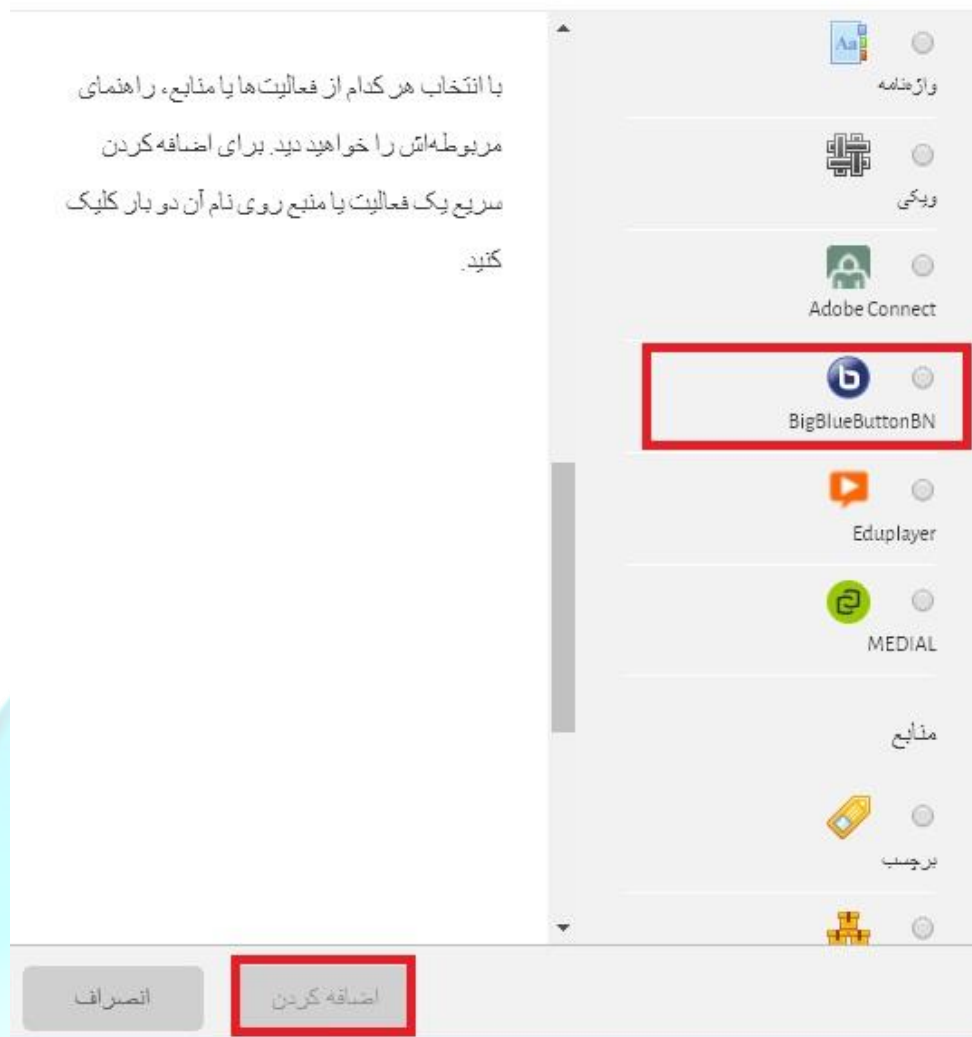 واژه‌نامه
ویکی
Adobe Connect
BigBlueButtonBN
Eduplayer
MEDIAL
منابع
برچسب
با انتخاب هر کدام از فعالیت‌ها یا منابع، راهنمای
مربوطه‌اش را خواهید دید. برای اضافه کردن
سریع یک فعالیت یا منبع روی نام آن دو بار کلیک
کنید.
اضافه کردن
انصراف